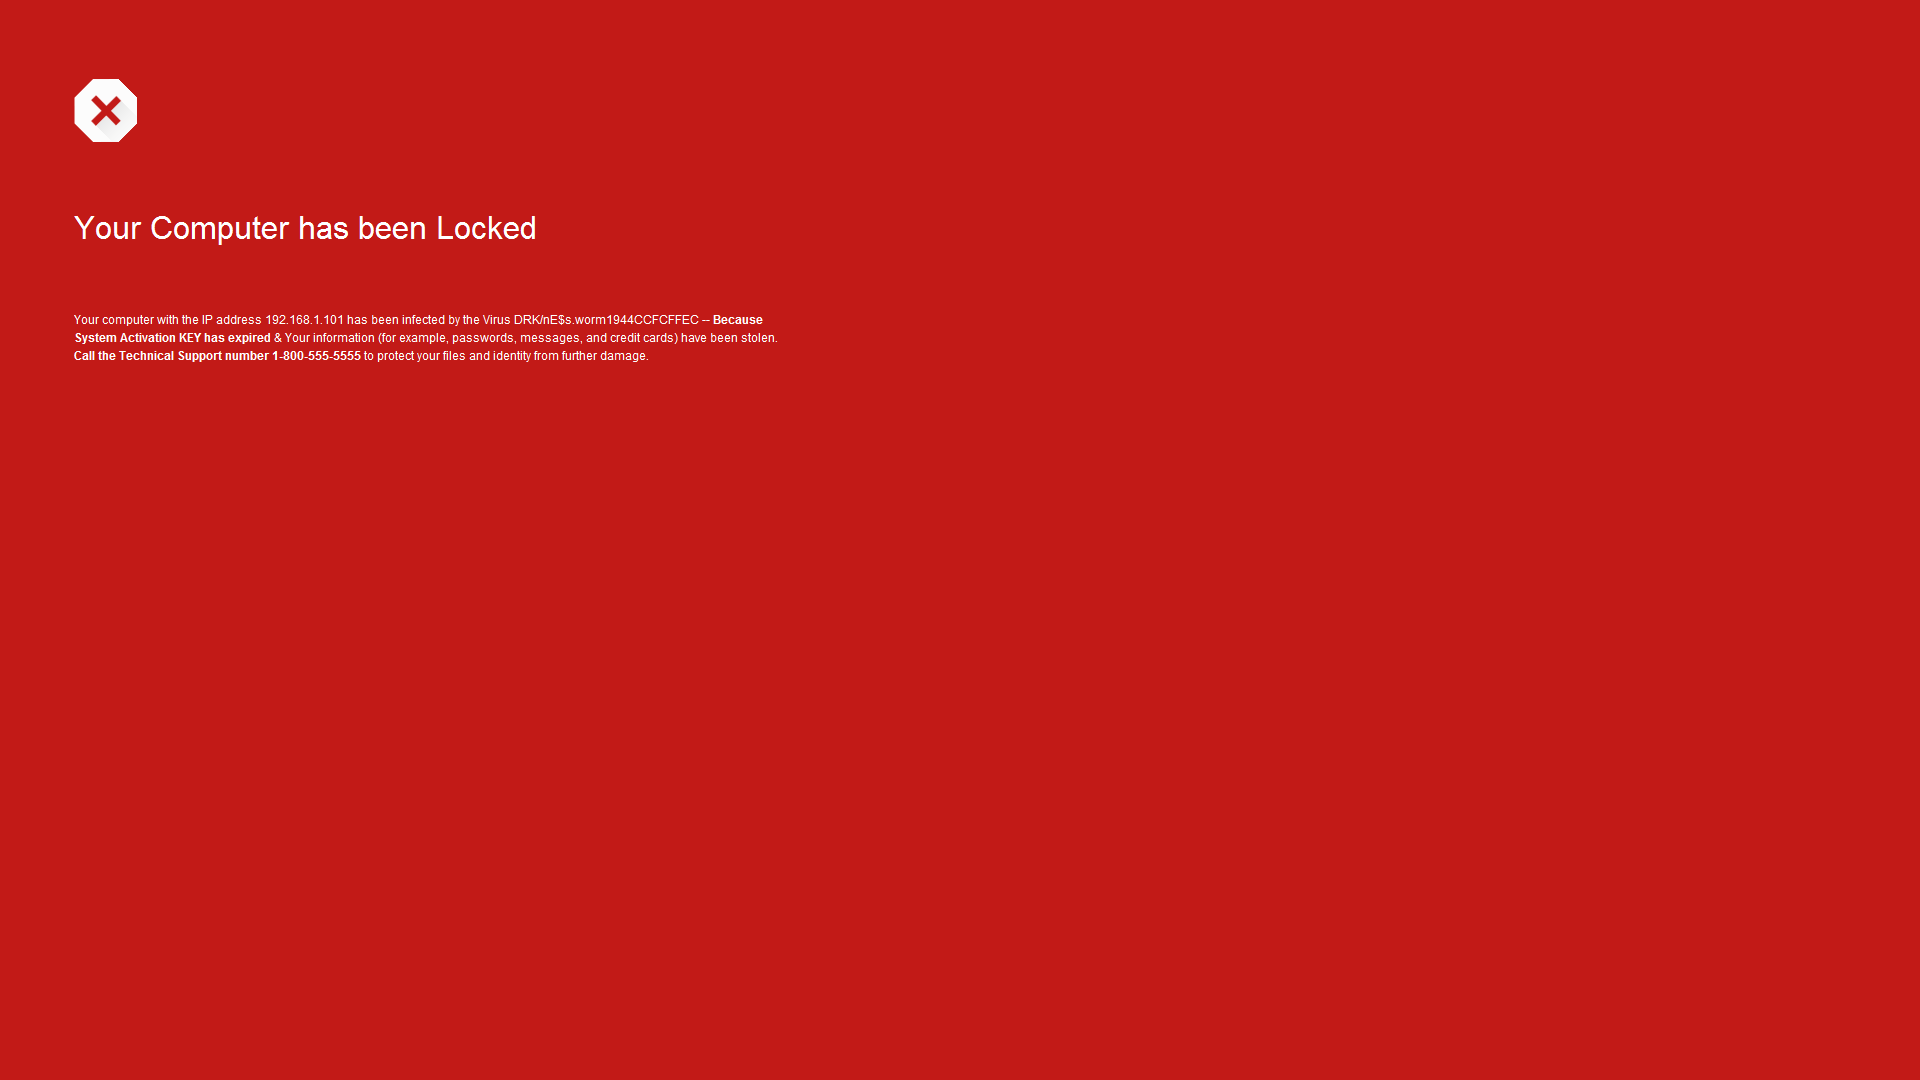 Your Computer has been Locked
Your computer with the IP address 192.168.1.101 has been infected by the Virus DRK/nE$s.worm1944CCFCFFEC -- Because
System Activation KEY has expired & Your information (for example, passwords, messages, and credit cards) have been stolen.
Call the Technical Support number 1-800-555-5555 to protect your files and identity from further damage.